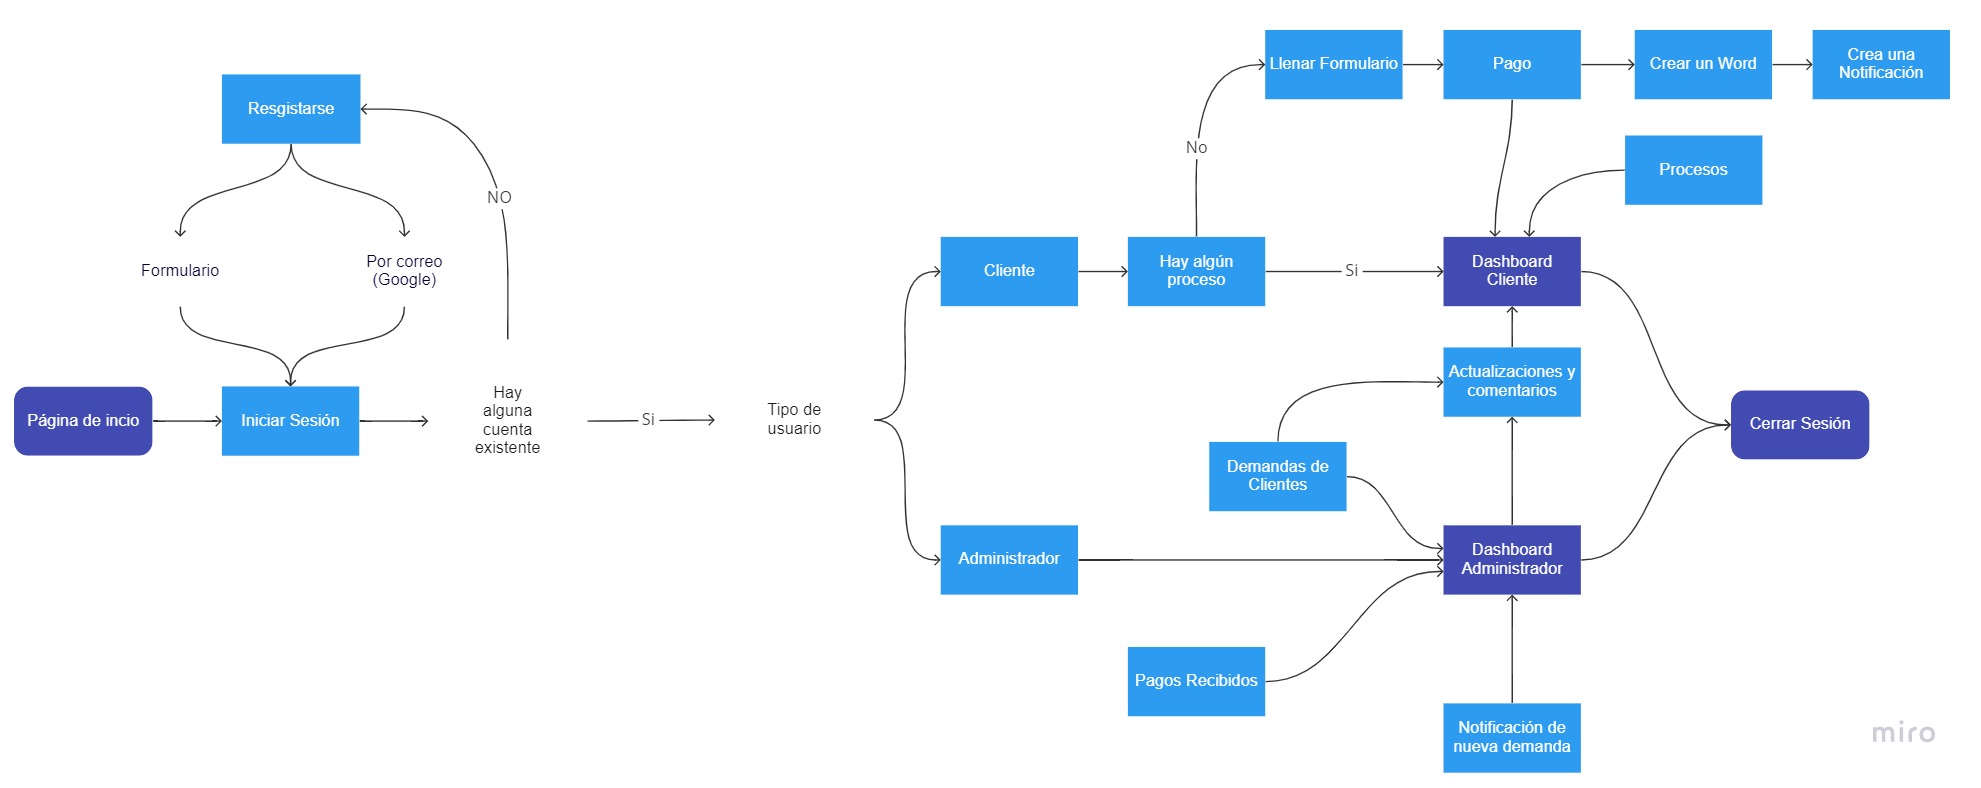 Llenar Formulario
Pago
Crear un Word
Crea una
Notificación
Resgistarse
No
Procesos
NO
Formulario
Por correo
(Google)
Cliente
Hay algún
proceso
Si
Dashboard
Cliente
Página de incio
Iniciar Sesión
Hay
alguna
cuenta
existente
Si
Tipo de
usuario
Actualizaciones y
comentarios
Cerrar Sesión
Demandas de
Clientes
Administrador
Dashboard
Administrador
Pagos Recibidos
Notificación de
nueva demanda
miro